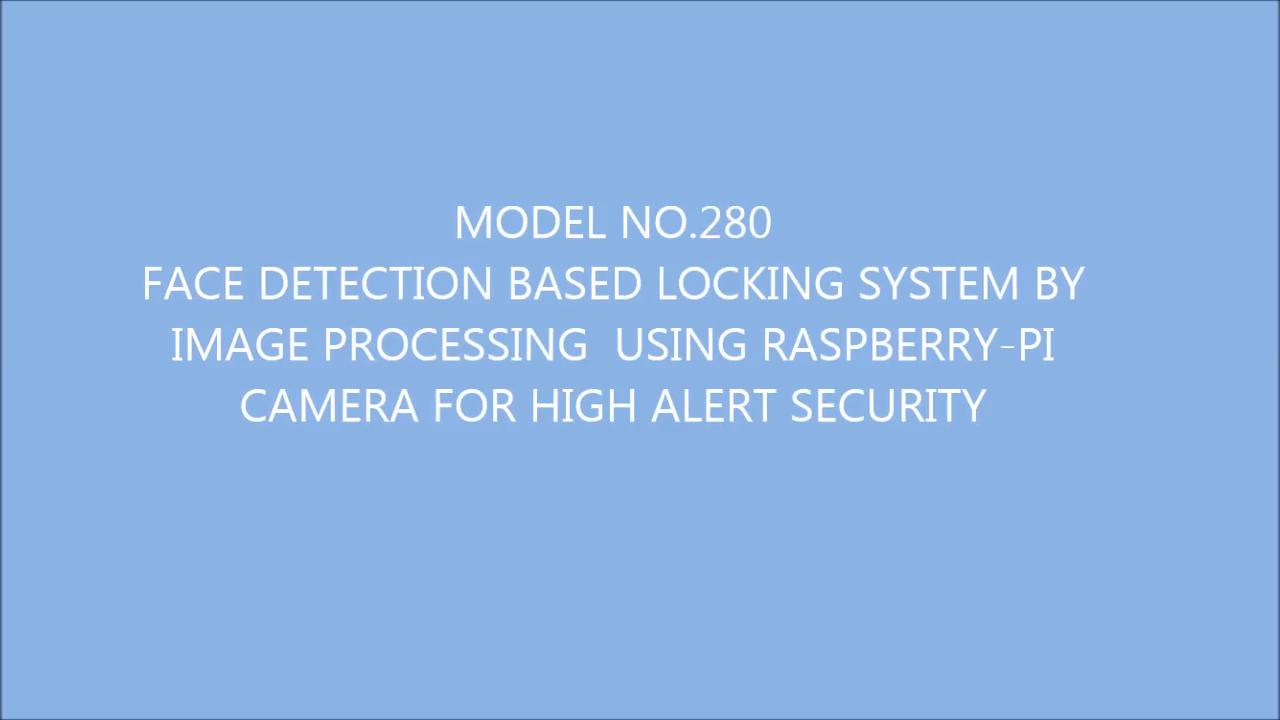 MODEL NO.280
FACE DETECTION BASED LOCKING SYSTEM BY
IMAGE PROCESSING  USING RASPBERRY-PI
CAMERA FOR HIGH ALERT SECURITY